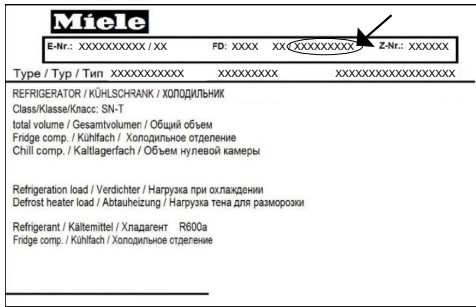 Miele
E-Nr.: XXXXXXXXXX / XX FD: XXXX XX XXXXXXXXX Z-Nr.: XXXXXX
Type / Typ / Тип XXXXXXXXXXX XXXXXXXXX XXXXXXXXXXXXXXXXXX
REFRIGERATOR / KÜHLSCHRANK / ХОЛОДИЛЬНИК
Class/Klasse/Класс: SN-T
total volume / Gesamtvolumen / Общий объем
Fridge comp. / Kühlfach / Холодильное отделение
Chill comp. / Kaltlagerfach / Объем нулевой камеры
Refrigeration load / Verdichter / Нагрузка при охлаждении
Defrost heater load / Abtauheizung / Нагрузка тена для разморозки
Refrigerant / Kältemittel / Хладагент R600a
Fridge comp. / Kühlfach / Холодильное отделение